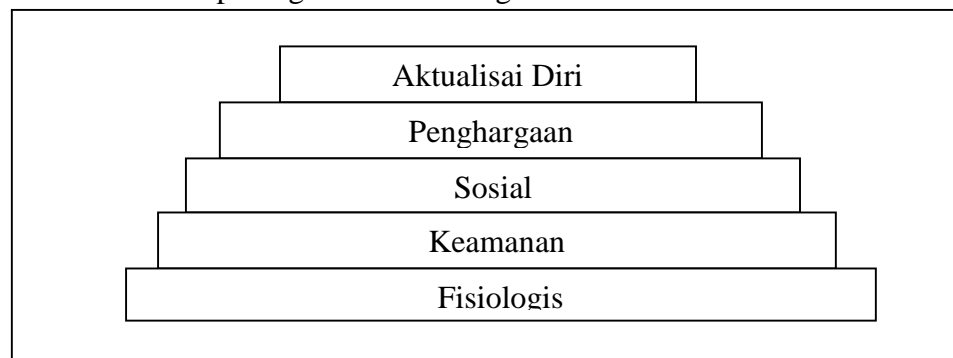 Aktualisai Diri
Penghargaan
Sosial
Keamanan
Fisiologis